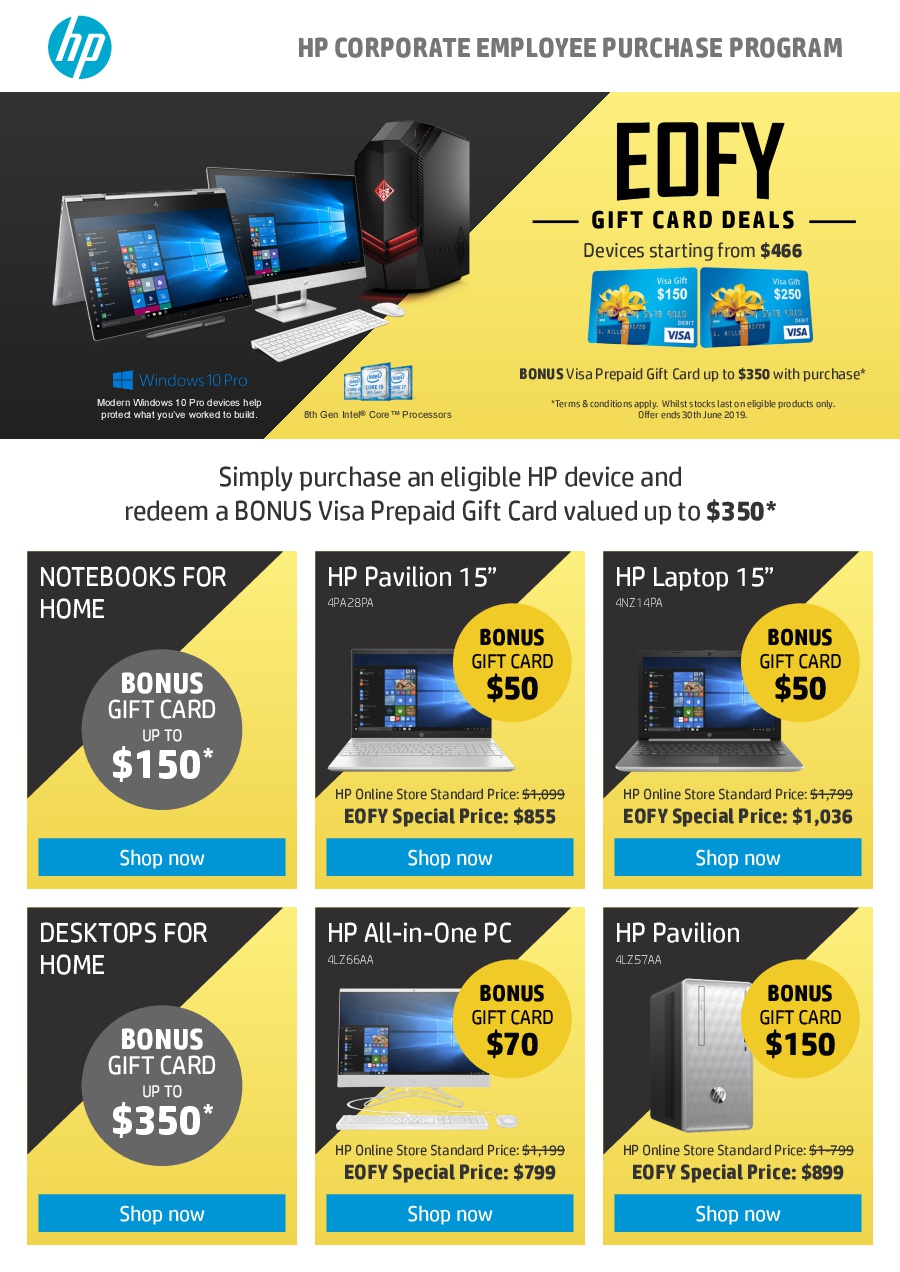 hp
HP CORPORATE EMPLOYEE PURCHASE PROGRAM
EOFY
GIFT CARD DEALS
Devices starting from $466
Visa Gift
$150
DEBIT
VISA
Visa Gift
$250
DEBIT
VISA
BONUS Visa Prepaid Gift Card up to $350 with purchase*
*Terms & conditions apply. Whilst stocks last on eligible products only.
Offer ends 30th June 2019.
Windows 10 Pro
Modern Windows 10 Pro devices help
protect what you've worked to build.
8th Gen Intel® Core™ Processors
Simply purchase an eligible HP device and
redeem a BONUS Visa Prepaid Gift Card valued up to $350*
NOTEBOOKS FOR
HOME
BONUS
GIFT CARD
UP TO
$150*
Shop now
HP Pavilion 15”
4PA28PA
BONUS
GIFT CARD
$50
HP Online Store Standard Price: $1,099
EOFY Special Price: $855
Shop now
HP Laptop 15”
4NZ14PA
BONUS
GIFT CARD
$50
HP Online Store Standard Price: $1,799
EOFY Special Price: $1,036
Shop now
DESKTOPS FOR
HOME
BONUS
GIFT CARD
UP TO
$350*
Shop now
HP All-in-One PC
4LZ66AA
BONUS
GIFT CARD
$70
HP Online Store Standard Price: $1,199
EOFY Special Price: $799
Shop now
HP Pavilion
4LZ57AA
BONUS
GIFT CARD
$150
HP Online Store Standard Price: $1-799
EOFY Special Price: $899
Shop now